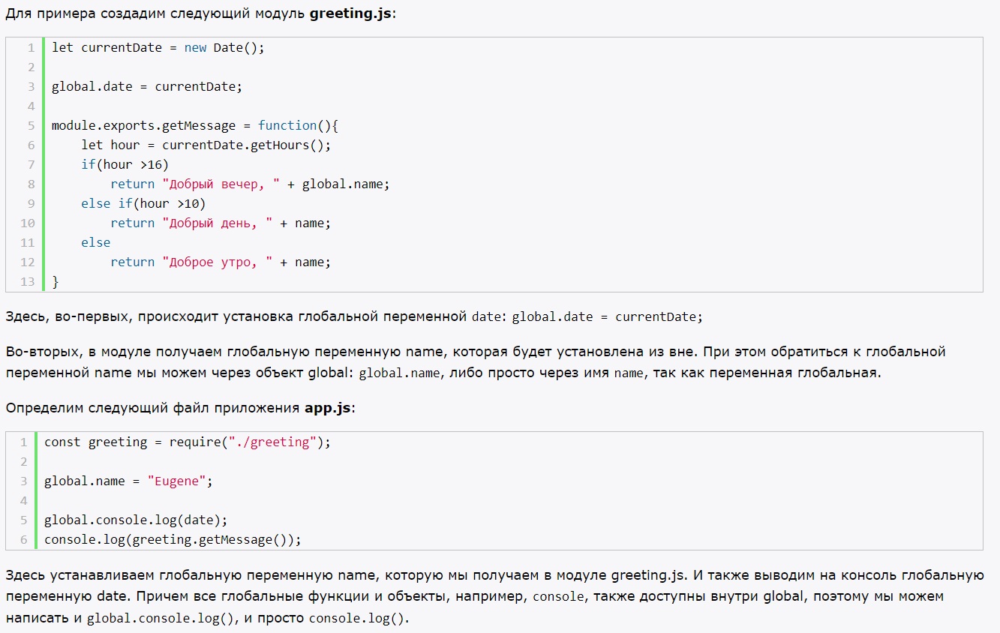 Для примера создадим следующий модуль greeting.js:
1 let currentDate = new Date();
2
3 global.date = currentDate;
4
5 module.exports.getMessage = function(){
6     let hour = currentDate.getHours();
7     if(hour >16)
8         return "Добрый вечер, " + global.name;
9     else if(hour >10)
10         return "Добрый день, " + name;
11     else
12         return "Доброе утро, " + name;
13 }
Здесь, во-первых, происходит установка глобальной переменной date: global.date = currentDate;
Во-вторых, в модуле получаем глобальную переменную name, которая будет установлена из вне. При этом обратиться к глобальной
переменной name мы можем через объект global: global.name, либо просто через имя name, так как переменная глобальная.
Определим следующий файл приложения app.js:
1 const greeting = require("./greeting");
2
3 global.name = "Eugene";
4
5 global.console.log(date);
6 console.log(greeting.getMessage());
Здесь устанавливаем глобальную переменную name, которую мы получаем в модуле greeting.js. И также выводим на консоль глобальную
переменную date. Причем все глобальные функции и объекты, например, console, также доступны внутри global, поэтому мы можем
написать и global.console.log(), и просто console.log().